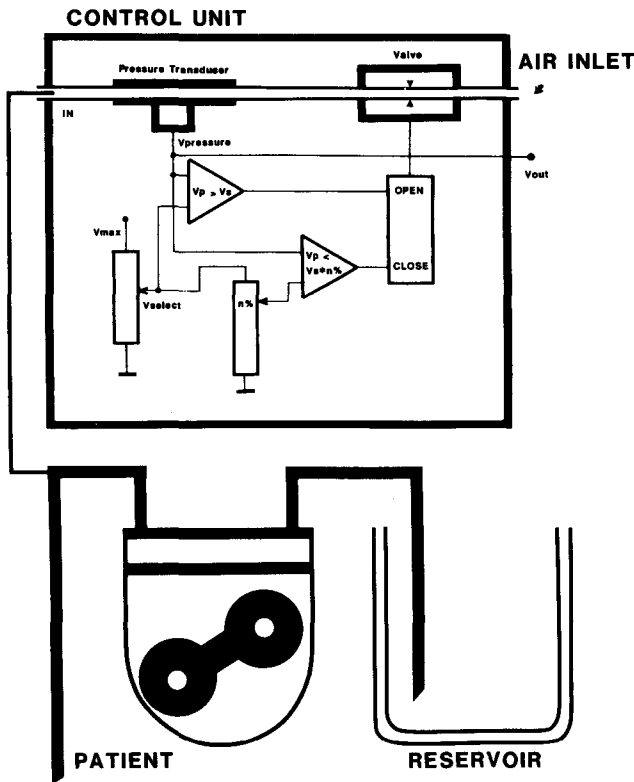 CONTROL UNIT
Pressure Transduser
Valve
AIR INLET
IN
Vpressure
Vout
Vp > Vs
OPEN
Vmax
Vp <
Vs*n%
CLOSE
Vselect
n%
PATIENT
RESERVOIR